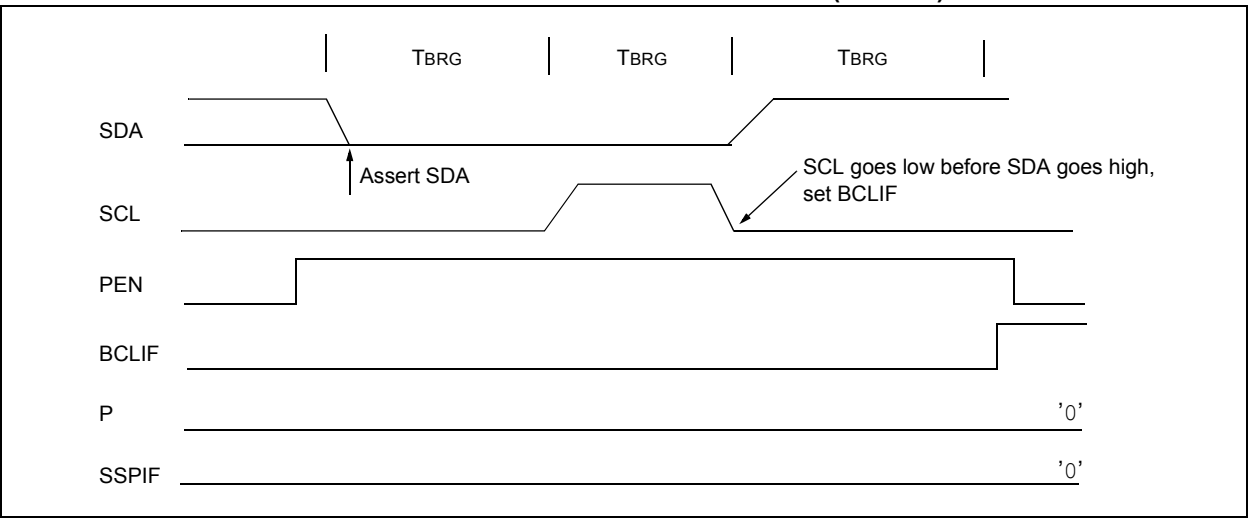 TBRG TBRG TBRG
SDA
Assert SDA
SCL goes low before SDA goes high,
set BCLIF
SCL
PEN
BCLIF
P
'0'
SSPIF
'0'